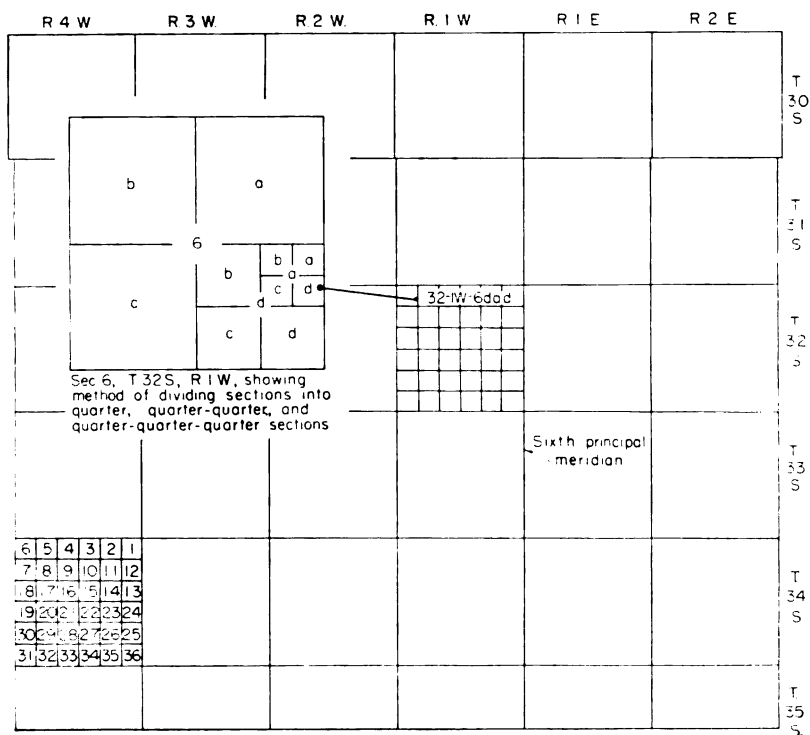 R 4 W R 3 W. R. 2 W. R. 1 W R 1 E R 2 E
T
30
S
b a
T
31
S
6
b a
b a
c d
c d
32-1W-6dad
c d
T
32
S
Sec 6, T 32 S, R 1 W, showing
method of dividing sections into
quarter, quarter-quarter, and
quarter-quarter-quarter sections
Sixth principal
meridian
T
33
S
6 5 4 3 2 1
7 8 9 10 11 12
18 17 16 15 14 13
19 20 21 22 23 24
30 29 28 27 26 25
31 32 33 34 35 36
T
34
S
T.
35
S.